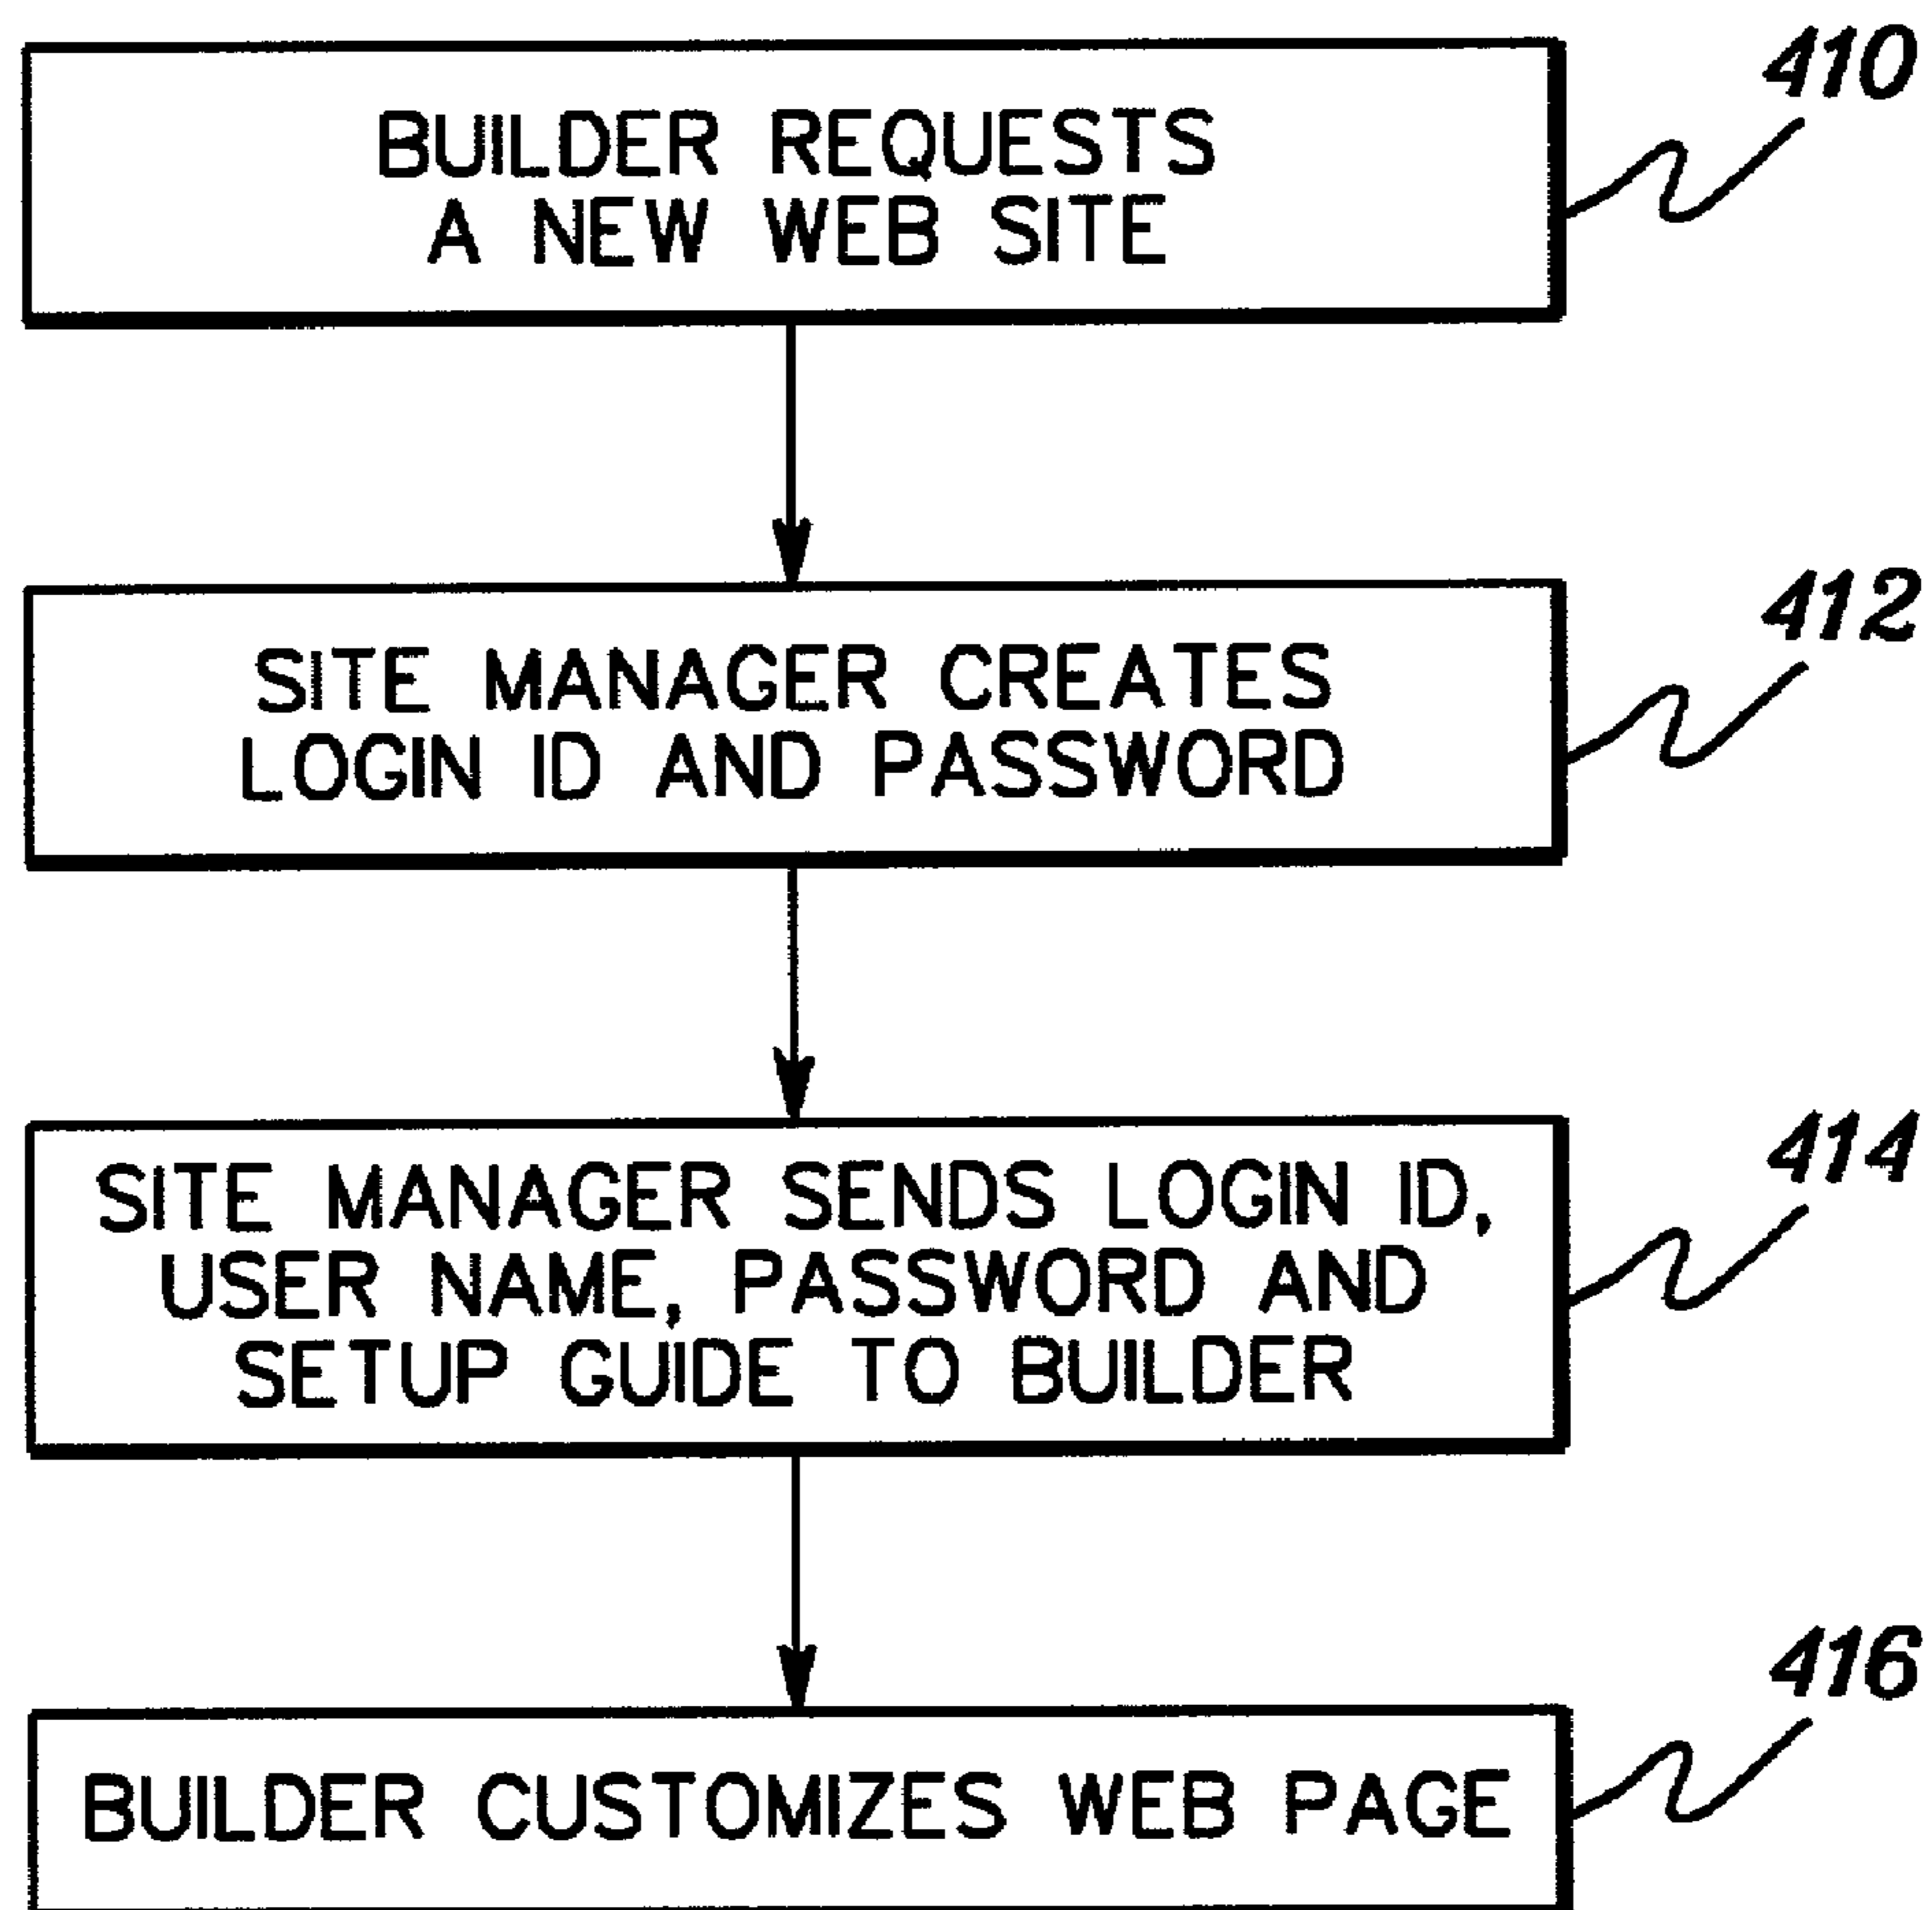 410
BUILDER REQUESTS
A NEW WEB SITE
412
SITE MANAGER CREATES
LOGIN ID AND PASSWORD
414
SITE MANAGER SENDS LOGIN ID,
USER NAME, PASSWORD AND
SETUP GUIDE TO BUILDER
416
BUILDER CUSTOMIZES WEB PAGE